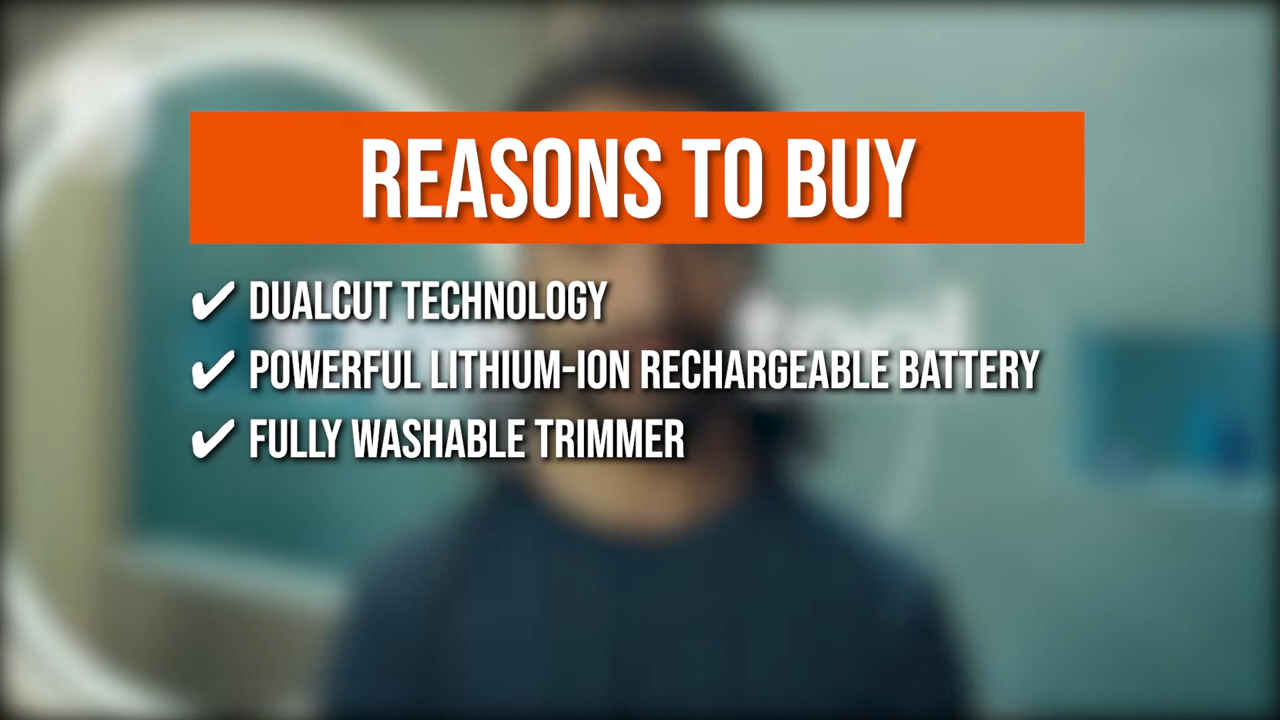 REASONS TO BUY
✔ DUALCUT TECHNOLOGY
✔ POWERFUL LITHIUM-ION RECHARGEABLE BATTERY
✔ FULLY WASHABLE TRIMMER